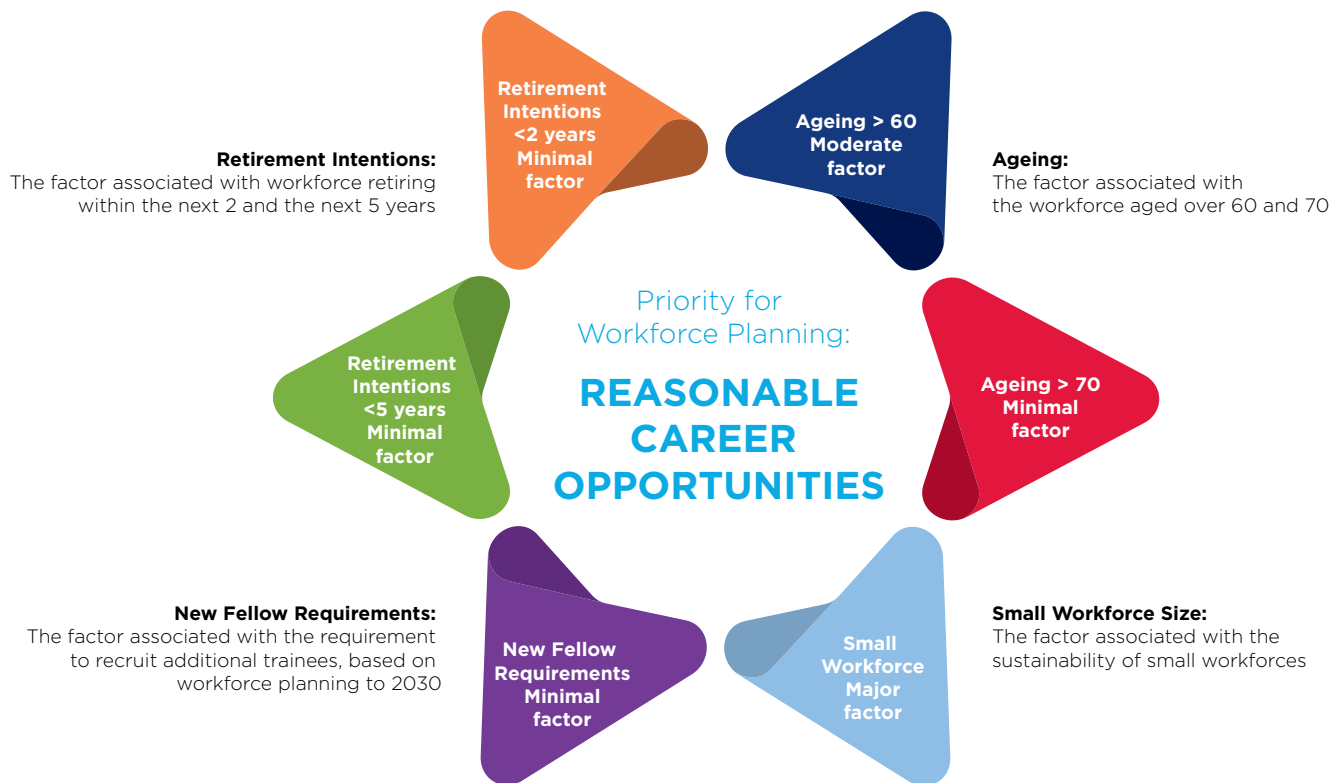 Retirement
Intentions
<2 years
Minimal
factor
Ageing > 60
Moderate
factor
Retirement Intentions:
The factor associated with workforce retiring
within the next 2 and the next 5 years
Ageing:
The factor associated with
the workforce aged over 60 and 70
Priority for
Workforce Planning:
REASONABLE
CAREER
OPPORTUNITIES
Retirement
Intentions
<5 years
Minimal
factor
Ageing > 70
Minimal
factor
New Fellow Requirements:
The factor associated with the requirement
to recruit additional trainees, based on
workforce planning to 2030
New Fellow
Requirements
Minimal
factor
Small
Workforce
Major
factor
Small Workforce Size:
The factor associated with the
sustainability of small workforces